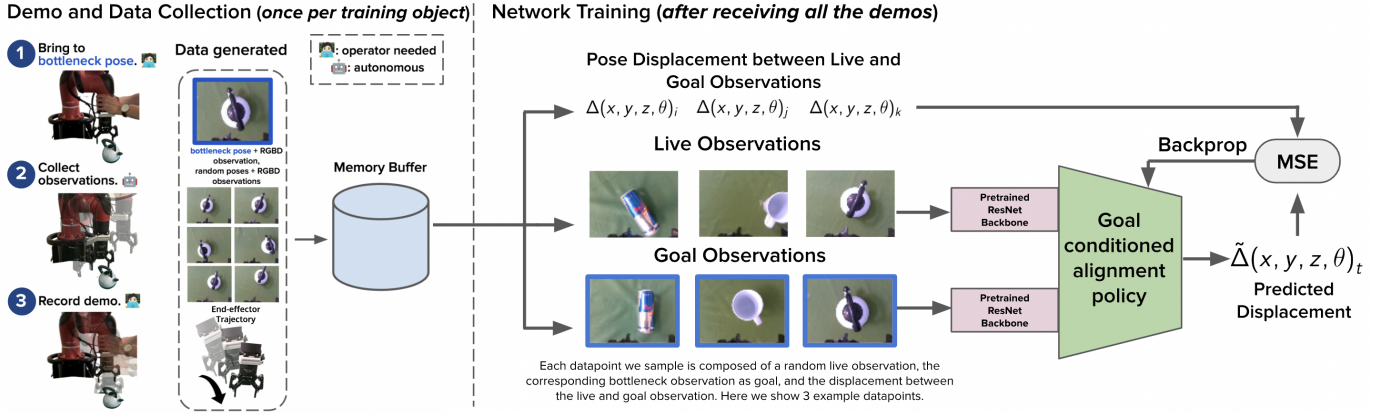 Demo and Data Collection (once per training object)
1 Bring to
bottleneck pose.
2 Collect
observations.
3 Record demo.
Data generated
bottleneck pose + RGBD
observation,
random poses + RGBD
observations
End-effector
Trajectory
: operator needed
: autonomous
Memory Buffer
Network Training (after receiving all the demos)
Pose Displacement between Live and
Goal Observations
Δ(x, y, z, θ)ᵢ Δ(x, y, z, θ)ⱼ Δ(x, y, z, θ)ₖ
Live Observations
Goal Observations
Each datapoint we sample is composed of a random live observation, the
corresponding bottleneck observation as goal, and the displacement between
the live and goal observation. Here we show 3 example datapoints.
Pretrained
ResNet
Backbone
Pretrained
ResNet
Backbone
Goal
conditioned
alignment
policy
Backprop
MSE
Δ̃(x, y, z, θ)ₜ
Predicted
Displacement